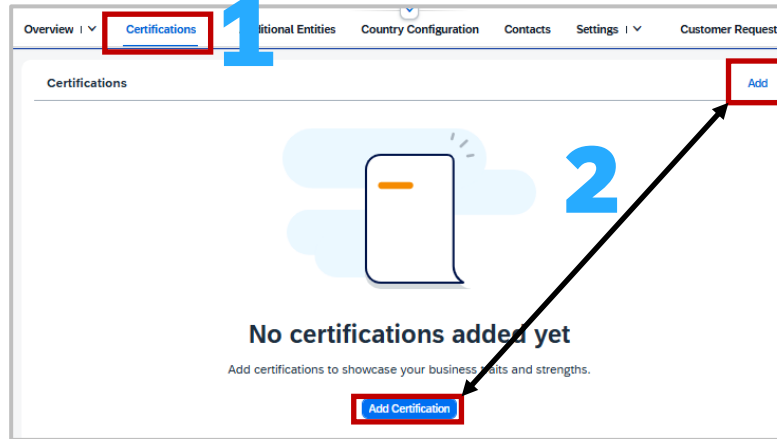 1
Overview Certifications ditional Entities Country Configuration Contacts Settings Customer Request
Certifications Add
2
No certifications added yet
Add certifications to showcase your business traits and strengths.
Add Certification